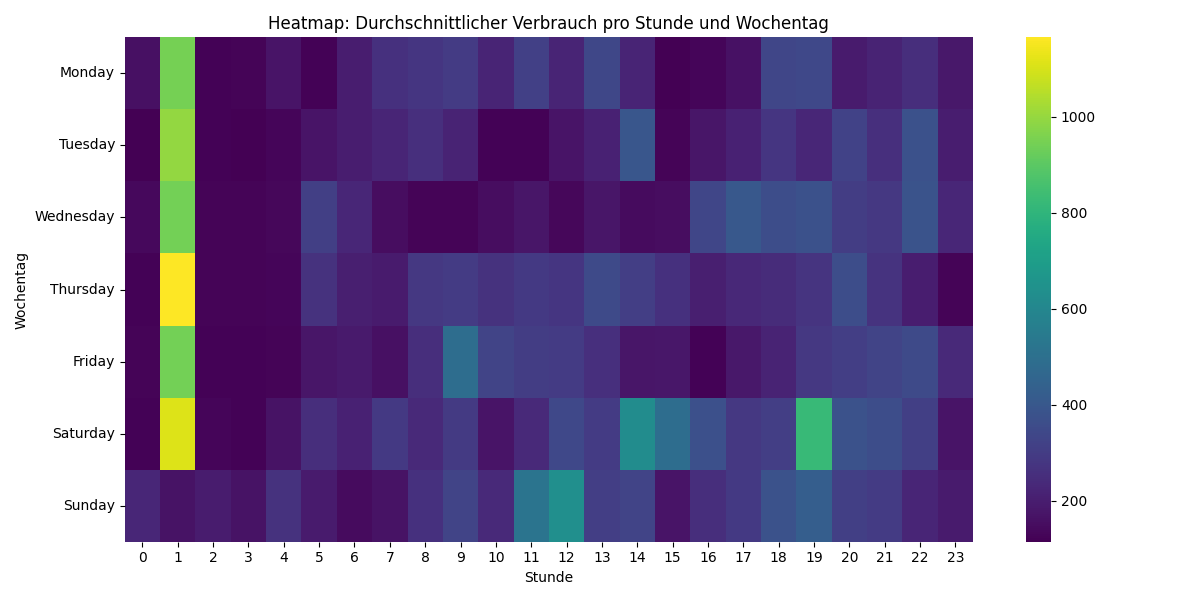 Heatmap: Durchschnittlicher Verbrauch pro Stunde und Wochentag
Wochentag
Monday
Tuesday
Wednesday
Thursday
Friday
Saturday
Sunday
0 1 2 3 4 5 6 7 8 9 10 11 12 13 14 15 16 17 18 19 20 21 22 23
Stunde
1000
800
600
400
200